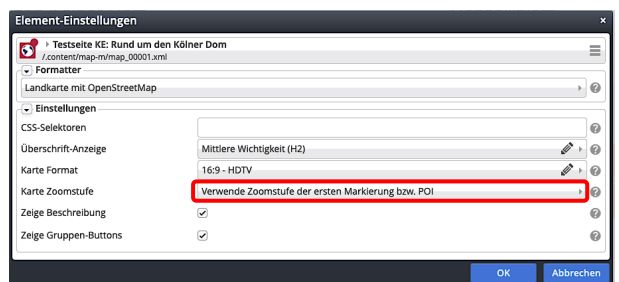 Element-Einstellungen ×
Testseite KE: Rund um den Kölner Dom
/.content/map-m/map_00001.xml
Formatter
Landkarte mit OpenStreetMap ?
Einstellungen
CSS-Selektoren ?
Überschrift-Anzeige Mittlere Wichtigkeit (H2) ?
Karte Format 16:9 - HDTV ?
Karte Zoomstufe Verwende Zoomstufe der ersten Markierung bzw. POI ?
Zeige Beschreibung ?
Zeige Gruppen-Buttons ?
OK Abbrechen